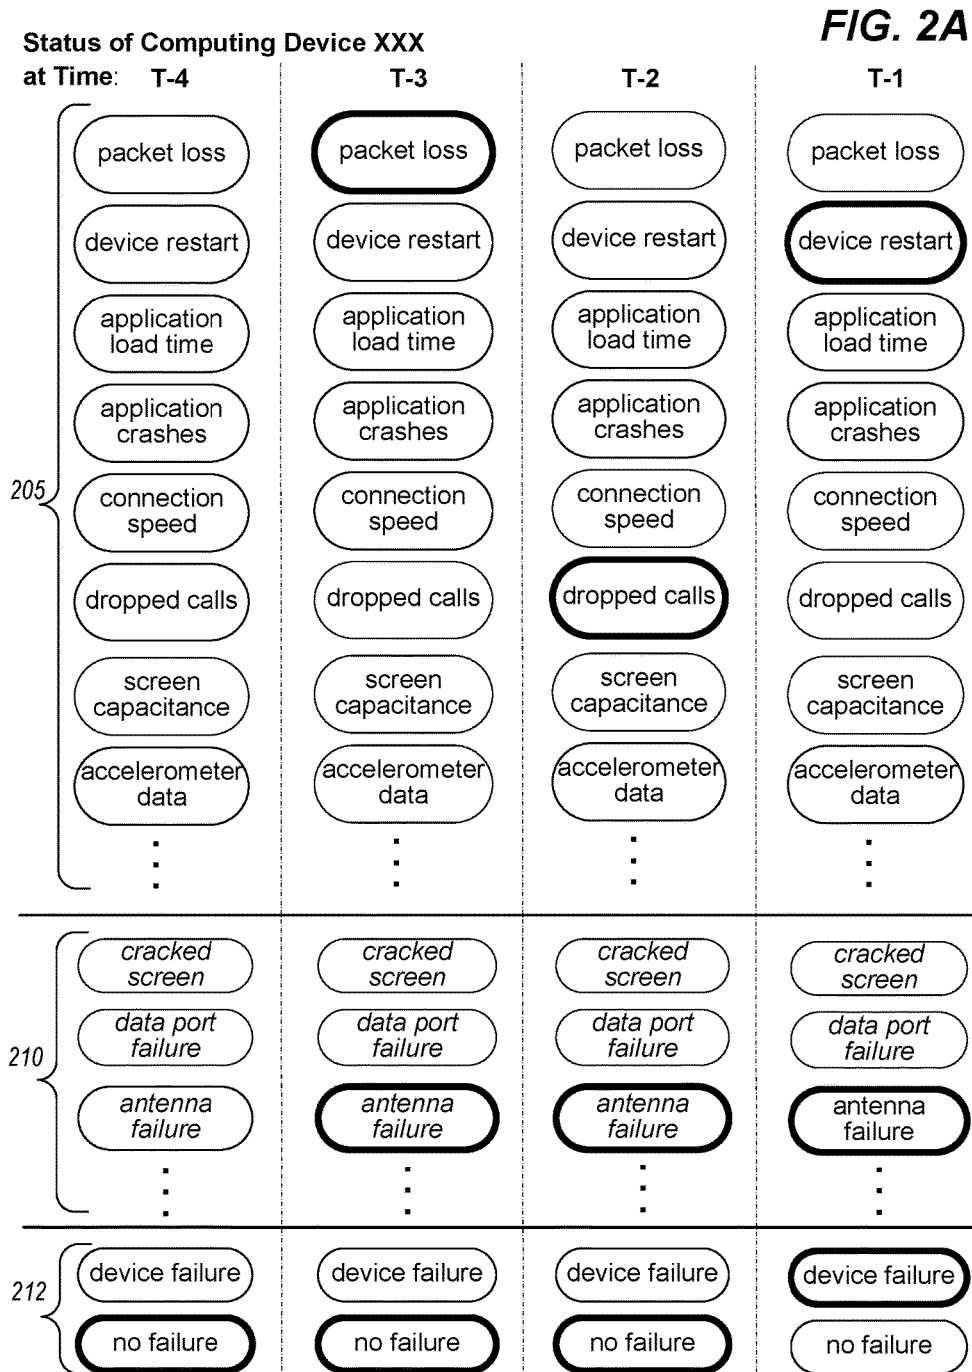 FIG. 2A
Status of Computing Device XXX
at Time: T-4 T-3 T-2 T-1
packet loss packet loss packet loss packet loss
device restart device restart device restart device restart
application application application application
load time load time load time load time
application application application application
crashes crashes crashes crashes
205
connection connection connection connection
speed speed speed speed
dropped calls dropped calls dropped calls dropped calls
screen screen screen screen
capacitance capacitance capacitance capacitance
accelerometer accelerometer accelerometer accelerometer
data data data data
cracked cracked cracked cracked
screen screen screen screen
data port data port data port data port
failure failure failure failure
210
antenna antenna antenna antenna
failure failure failure failure
device failure device failure device failure device failure
212
no failure no failure no failure no failure